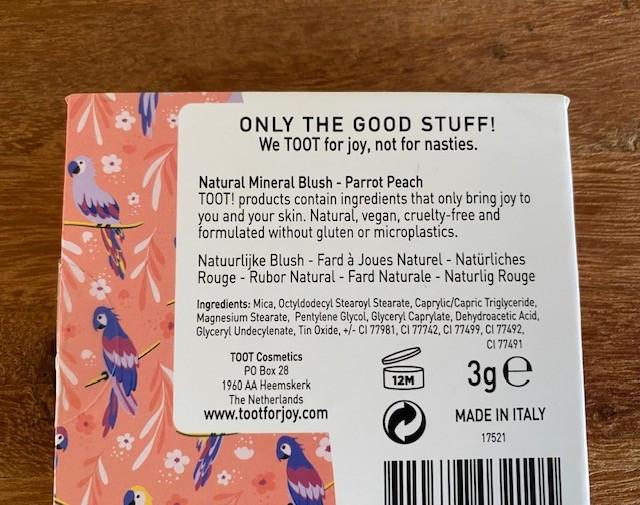 ONLY THE GOOD STUFF!
We TOOT for joy, not for nasties.
Natural Mineral Blush - Parrot Peach
TOOT! products contain ingredients that only bring joy to
you and your skin. Natural, vegan, cruelty-free and
formulated without gluten or microplastics.
Natuurlijke Blush - Fard à Joues Naturel - Natürliches
Rouge - Rubor Natural - Fard Naturale - Naturlig Rouge
Ingredients: Mica, Octyldodecyl Stearoyl Stearate, Caprylic/Capric Triglyceride,
Magnesium Stearate, Pentylene Glycol, Glyceryl Caprylate, Dehydroacetic Acid,
Glyceryl Undecylenate, Tin Oxide, +/- CI 77981, CI 77742, CI 77499, CI 77492,
CI 77491
TOOT Cosmetics
PO Box 28
1960 AA Heemskerk
The Netherlands
www.tootforjoy.com
12M
3g e
MADE IN ITALY
17521